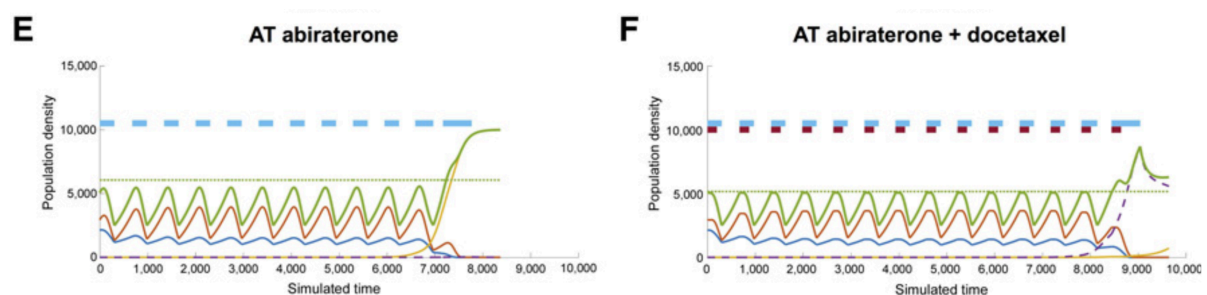 E
AT abiraterone
15,000
10,000
5,000
0
Population density
0 1,000 2,000 3,000 4,000 5,000 6,000 7,000 8,000 9,000 10,000
Simulated time
F
AT abiraterone + docetaxel
15,000
10,000
5,000
0
Population density
0 1,000 2,000 3,000 4,000 5,000 6,000 7,000 8,000 9,000 10,000
Simulated time